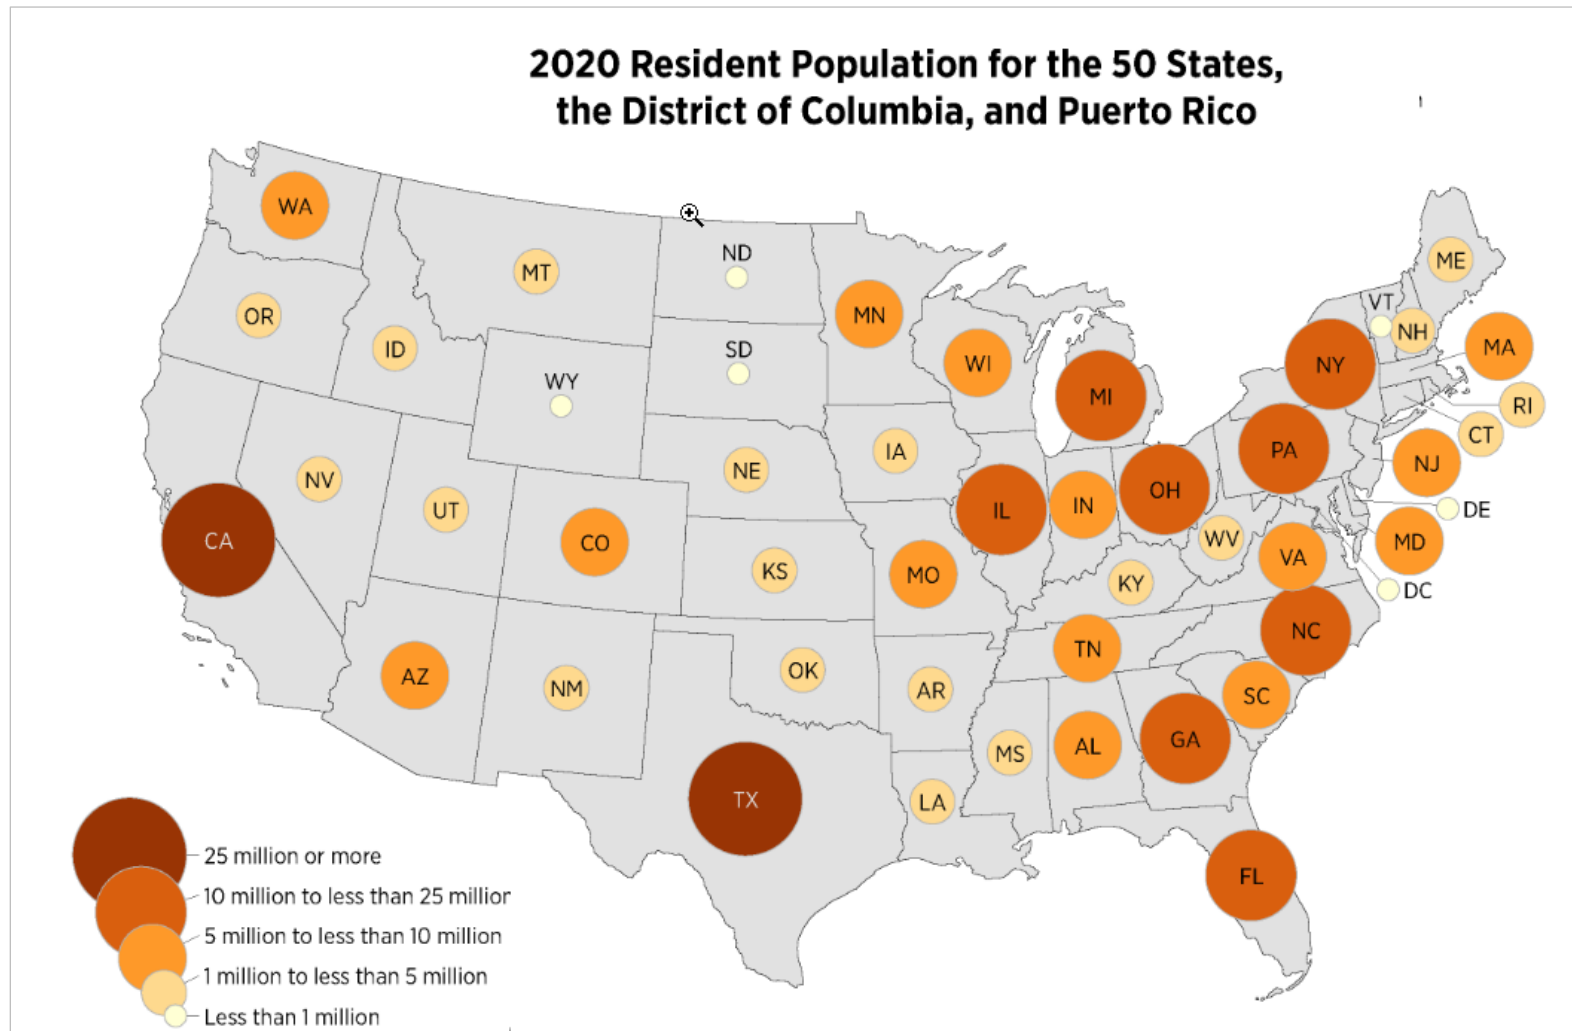 2020 Resident Population for the 50 States,
the District of Columbia, and Puerto Rico
WA
MT
ND
MN
OR
ID
WY
SD
WI
MI
NY
VT
NH
ME
MA
RI
CT
NJ
PA
NV
UT
CO
NE
IA
IL
IN
OH
WV
DE
MD
DC
VA
CA
KS
MO
KY
NC
AZ
NM
OK
AR
TN
SC
TX
LA
MS
AL
GA
FL
25 million or more
10 million to less than 25 million
5 million to less than 10 million
1 million to less than 5 million
Less than 1 million